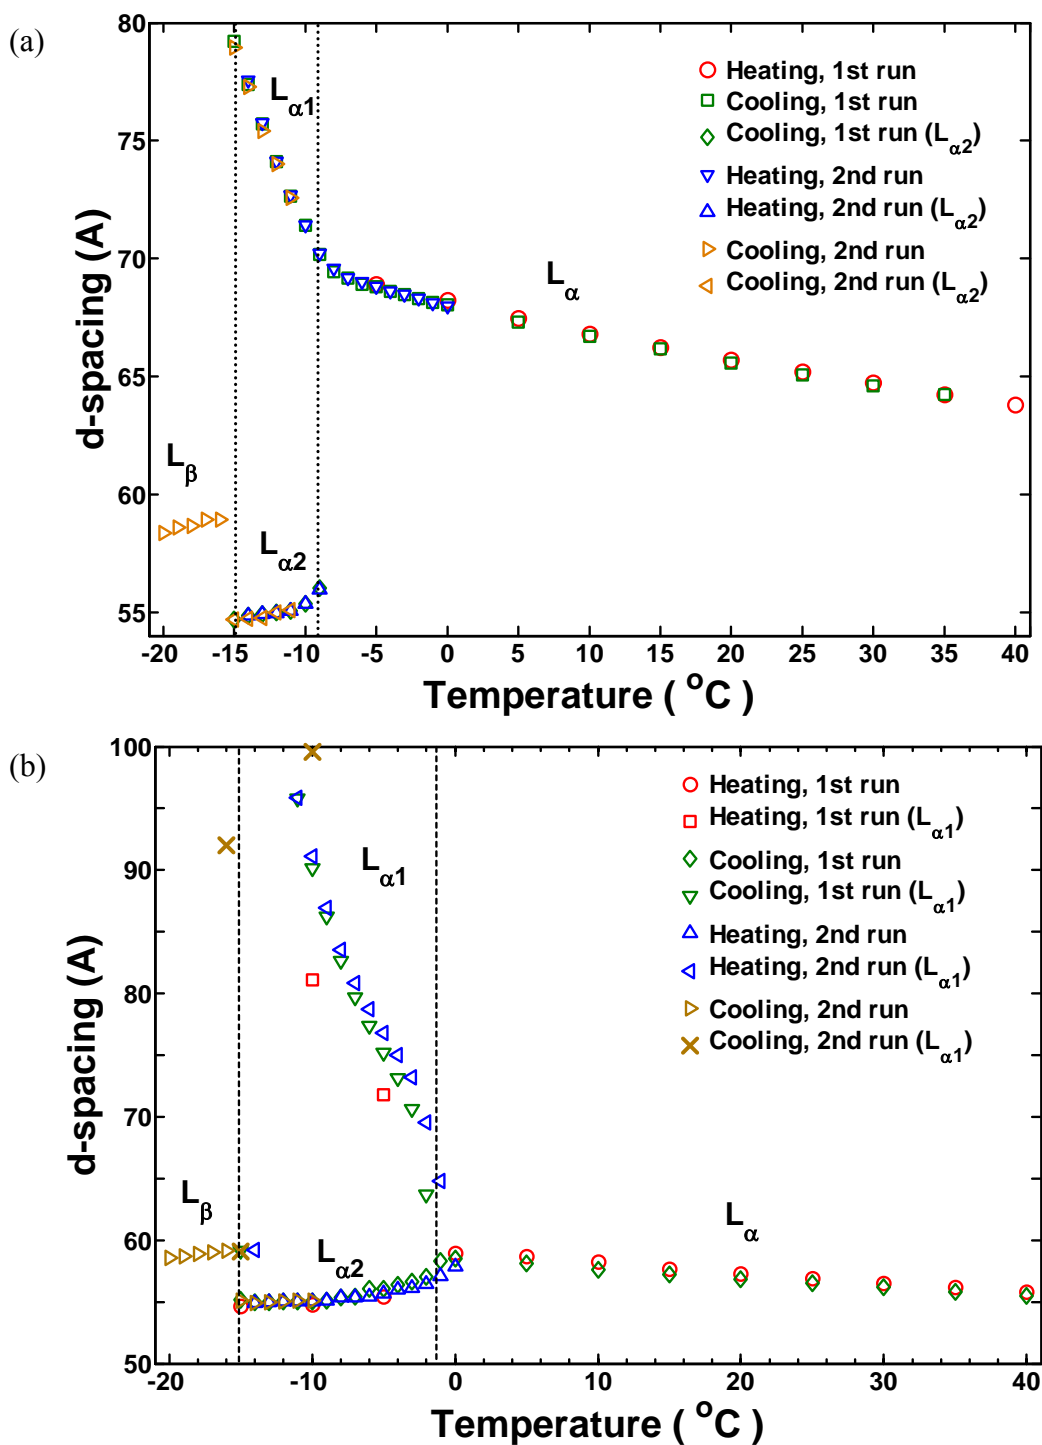 (a)
80
75
70
65
60
55
d-spacing (A)
Lα1
Lα
Lβ
Lα2
Heating, 1st run
Cooling, 1st run
Cooling, 1st run (Lα2)
Heating, 2nd run
Heating, 2nd run (Lα2)
Cooling, 2nd run
Cooling, 2nd run (Lα2)
-20 -15 -10 -5 0 5 10 15 20 25 30 35 40
Temperature ( °C )
(b)
100
90
80
70
60
50
d-spacing (A)
Lα1
Lβ
Lα2
Lα
Heating, 1st run
Heating, 1st run (Lα1)
Cooling, 1st run
Cooling, 1st run (Lα1)
Heating, 2nd run
Heating, 2nd run (Lα1)
Cooling, 2nd run
Cooling, 2nd run (Lα1)
-20 -10 0 10 20 30 40
Temperature ( °C )